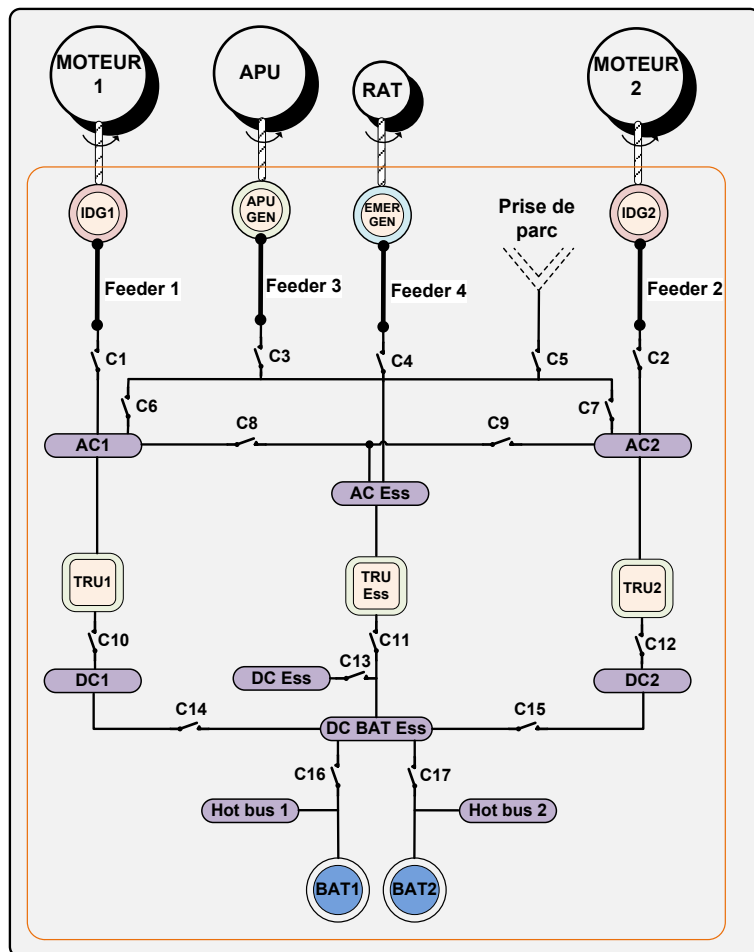 MOTEUR
1
APU
RAT
MOTEUR
2
IDG1
APU
GEN
EMER
GEN
Prise de
parc
IDG2
Feeder 1
Feeder 3
Feeder 4
Feeder 2
C1
C3
C4
C5
C2
C6
C7
C8
C9
AC1
AC2
AC Ess
TRU1
TRU
Ess
TRU2
C10
C11
C12
C13
DC1
DC Ess
DC2
C14
C15
DC BAT Ess
C16
C17
Hot bus 1
Hot bus 2
BAT1
BAT2